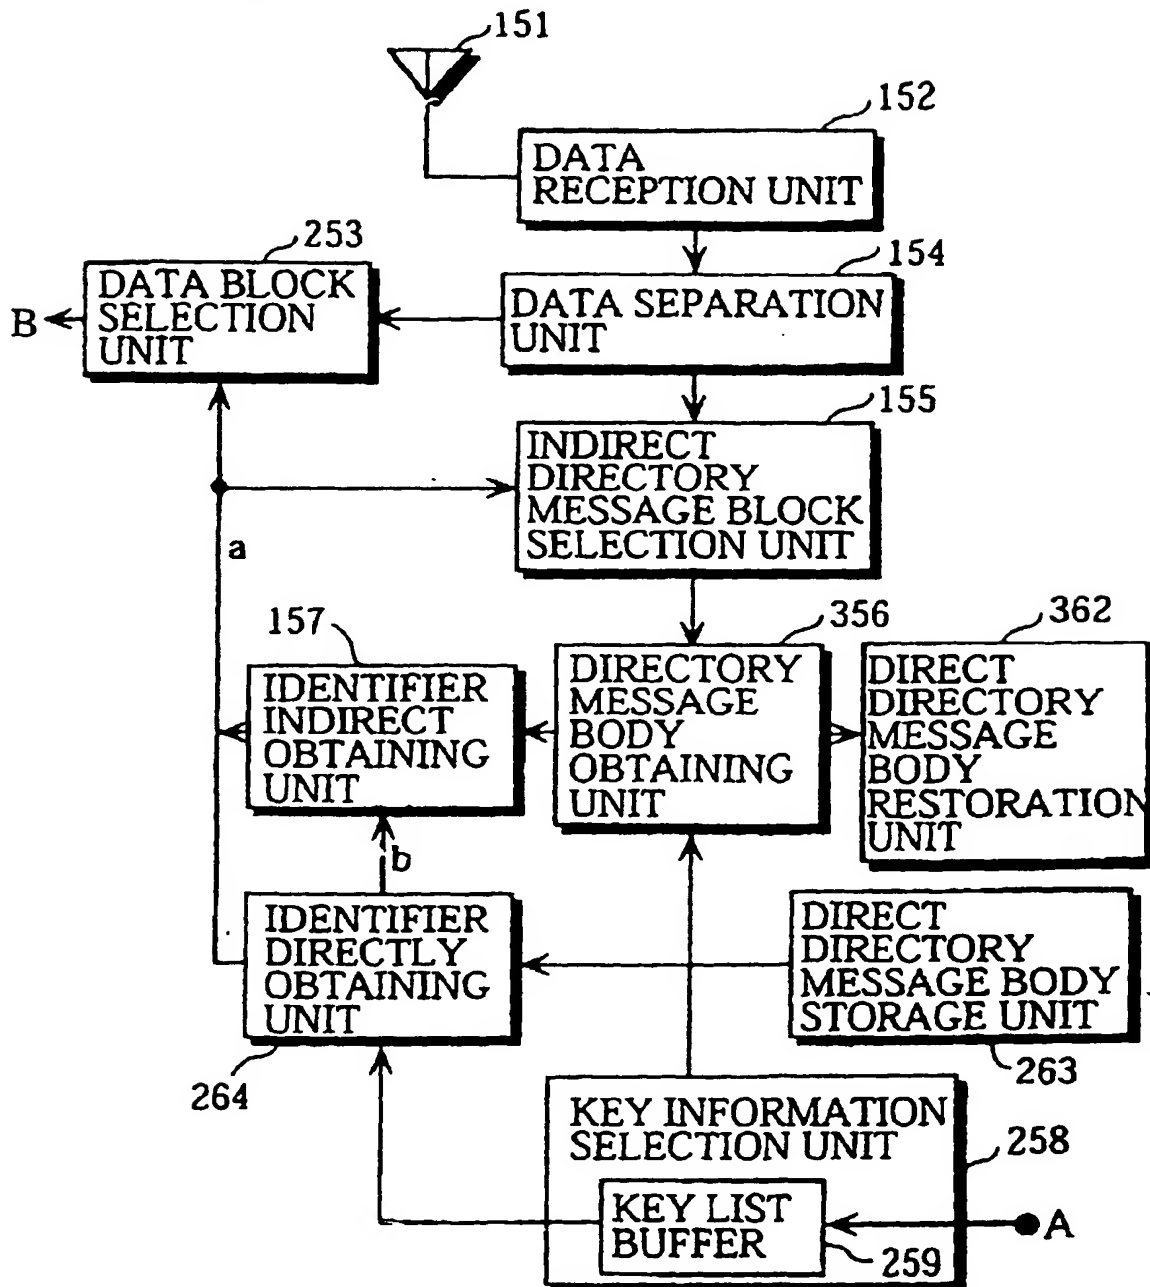 151
152
DATA
RECEPTION UNIT
253
154
DATA BLOCK
SELECTION
UNIT
B
DATA SEPARATION
UNIT
155
INDIRECT
DIRECTORY
MESSAGE BLOCK
SELECTION UNIT
a
157
356
362
IDENTIFIER
INDIRECT
OBTAINING
UNIT
DIRECTORY
MESSAGE
BODY
OBTAINING
UNIT
DIRECT
DIRECTORY
MESSAGE
BODY
RESTORATION
UNIT
b
IDENTIFIER
DIRECTLY
OBTAINING
UNIT
264
DIRECT
DIRECTORY
MESSAGE BODY
STORAGE UNIT
263
KEY INFORMATION
SELECTION UNIT
258
KEY LIST
BUFFER
259
A